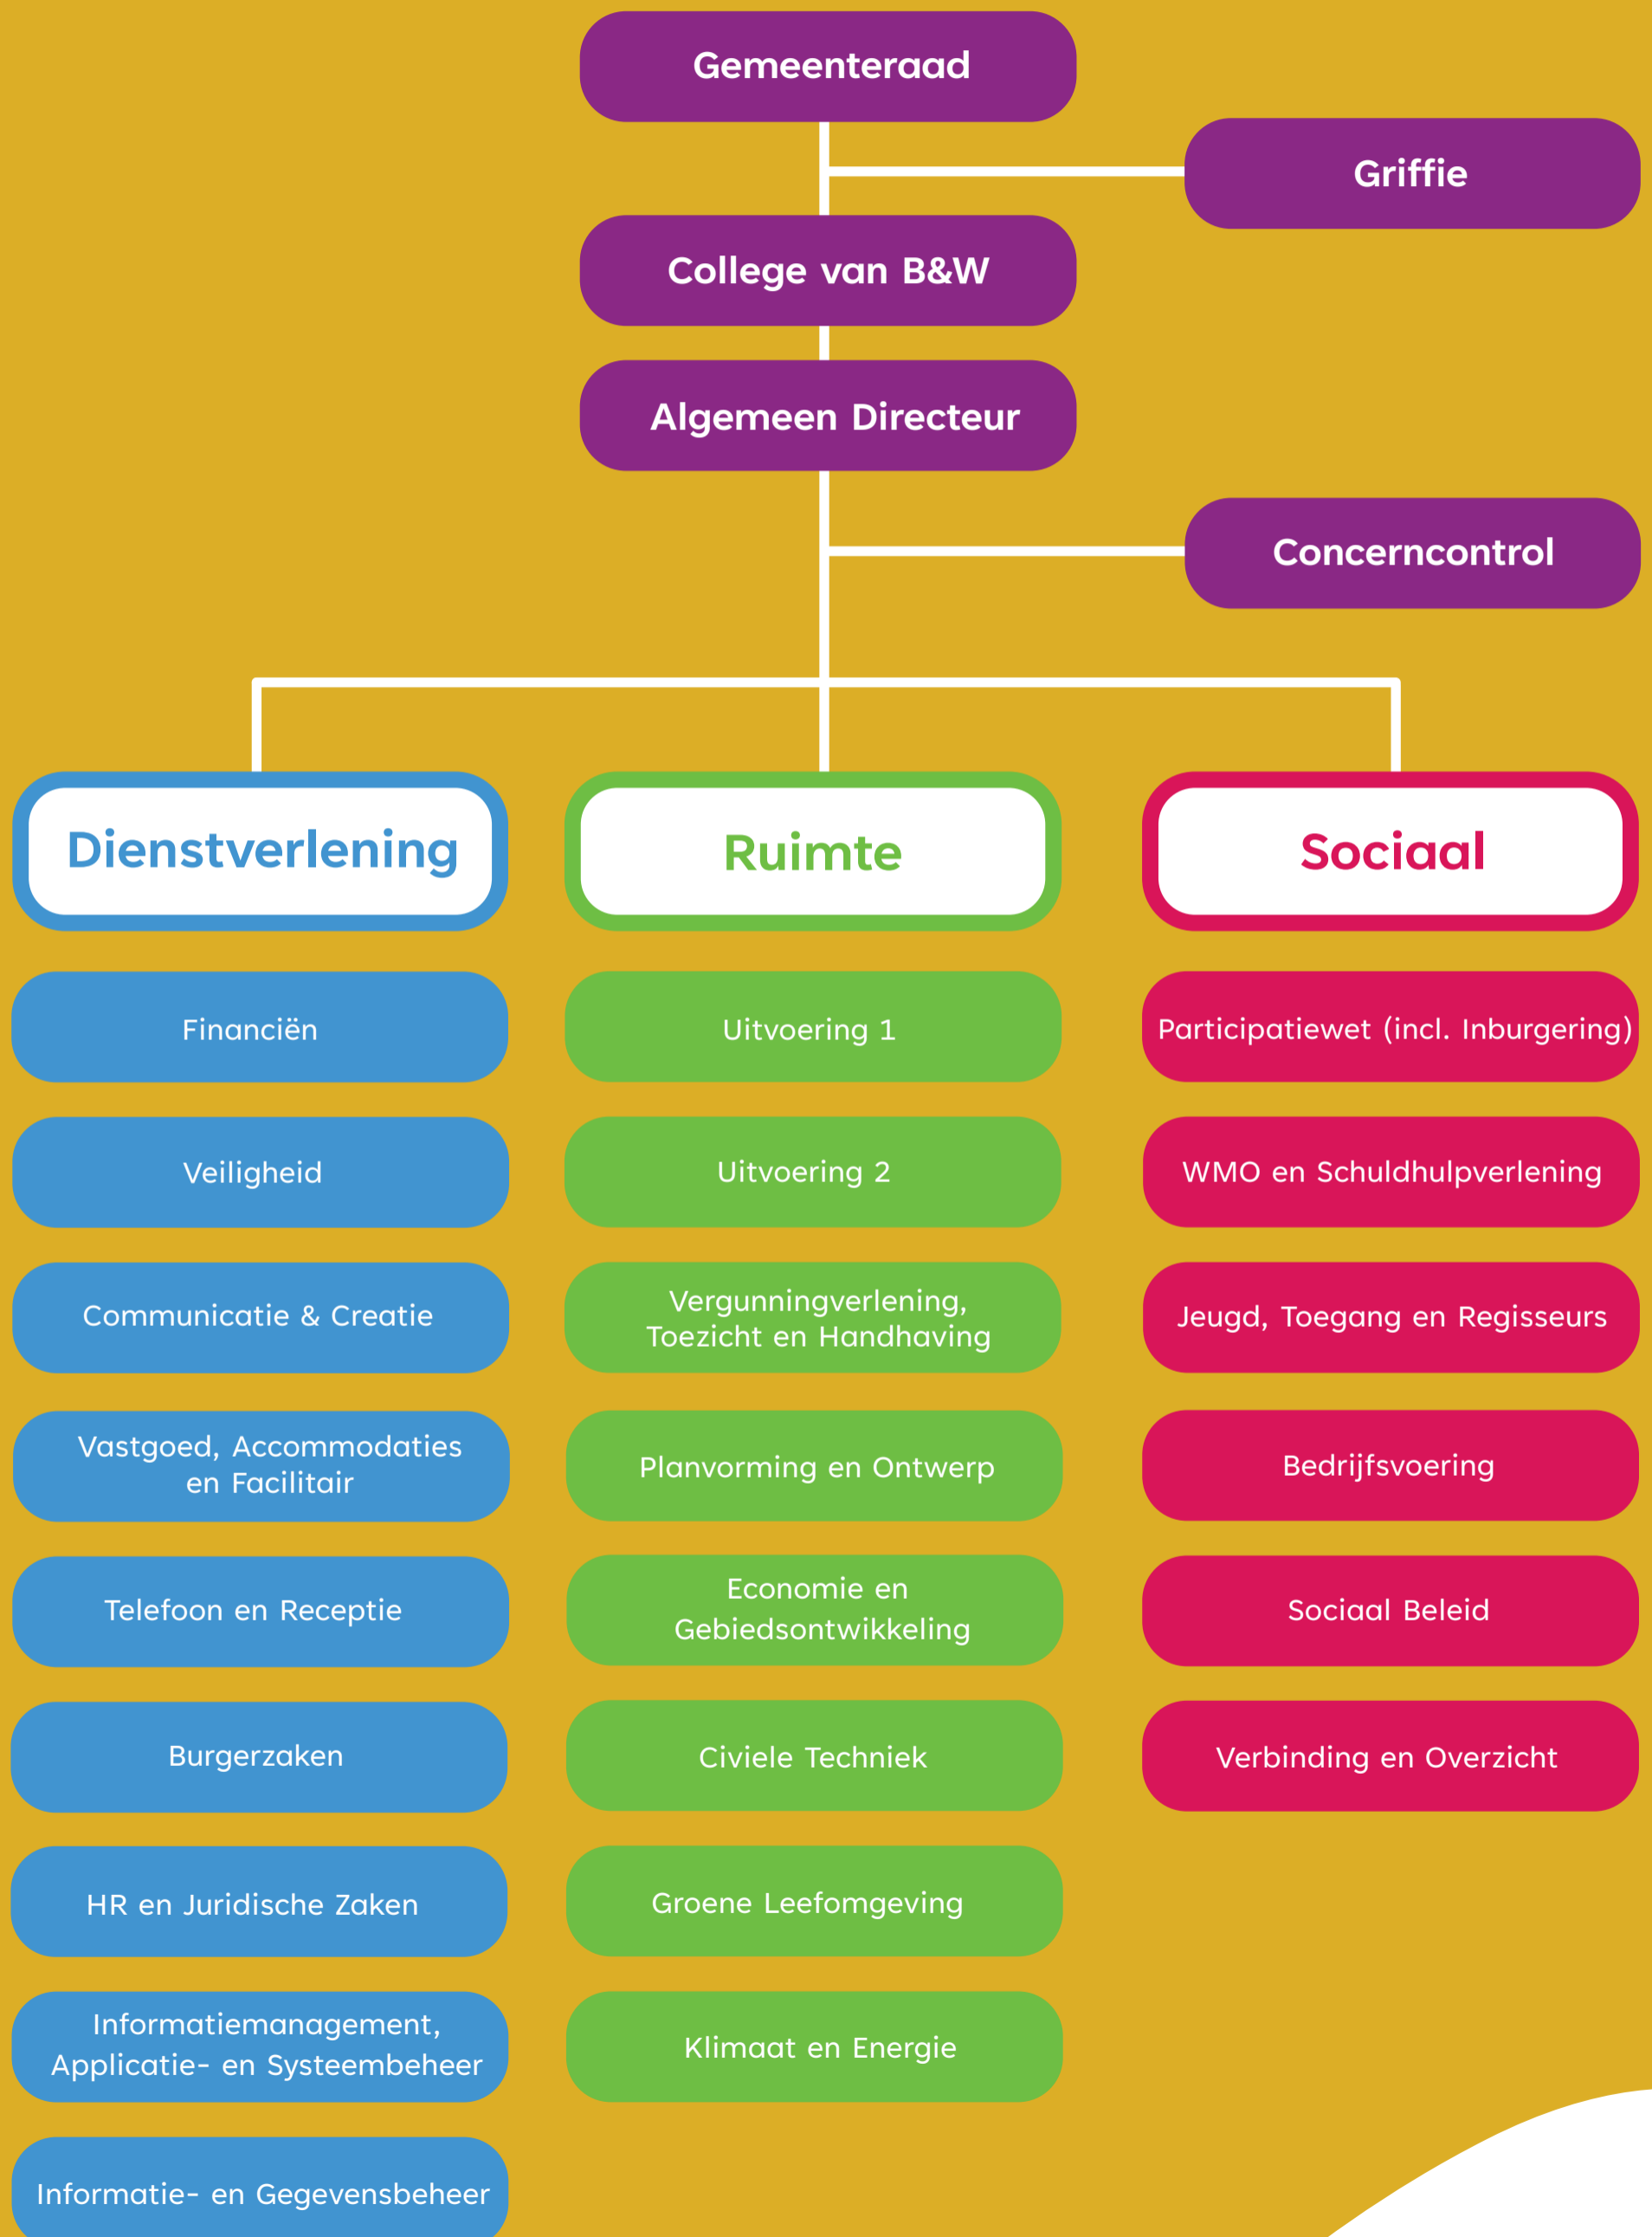 Gemeenteraad
Griffie
College van B&W
Algemeen Directeur
Concerncontrol
Dienstverlening
Financiën
Veiligheid
Communicatie & Creatie
Vastgoed, Accommodaties
en Facilitair
Telefoon en Receptie
Burgerzaken
HR en Juridische Zaken
Informatiemanagement,
Applicatie- en Systeembeheer
Informatie- en Gegevensbeheer
Ruimte
Uitvoering 1
Uitvoering 2
Vergunningverlening,
Toezicht en Handhaving
Planvorming en Ontwerp
Economie en
Gebiedsontwikkeling
Civiele Techniek
Groene Leefomgeving
Klimaat en Energie
Sociaal
Participatiewet (incl. Inburgering)
WMO en Schuldhulpverlening
Jeugd, Toegang en Regisseurs
Bedrijfsvoering
Sociaal Beleid
Verbinding en Overzicht